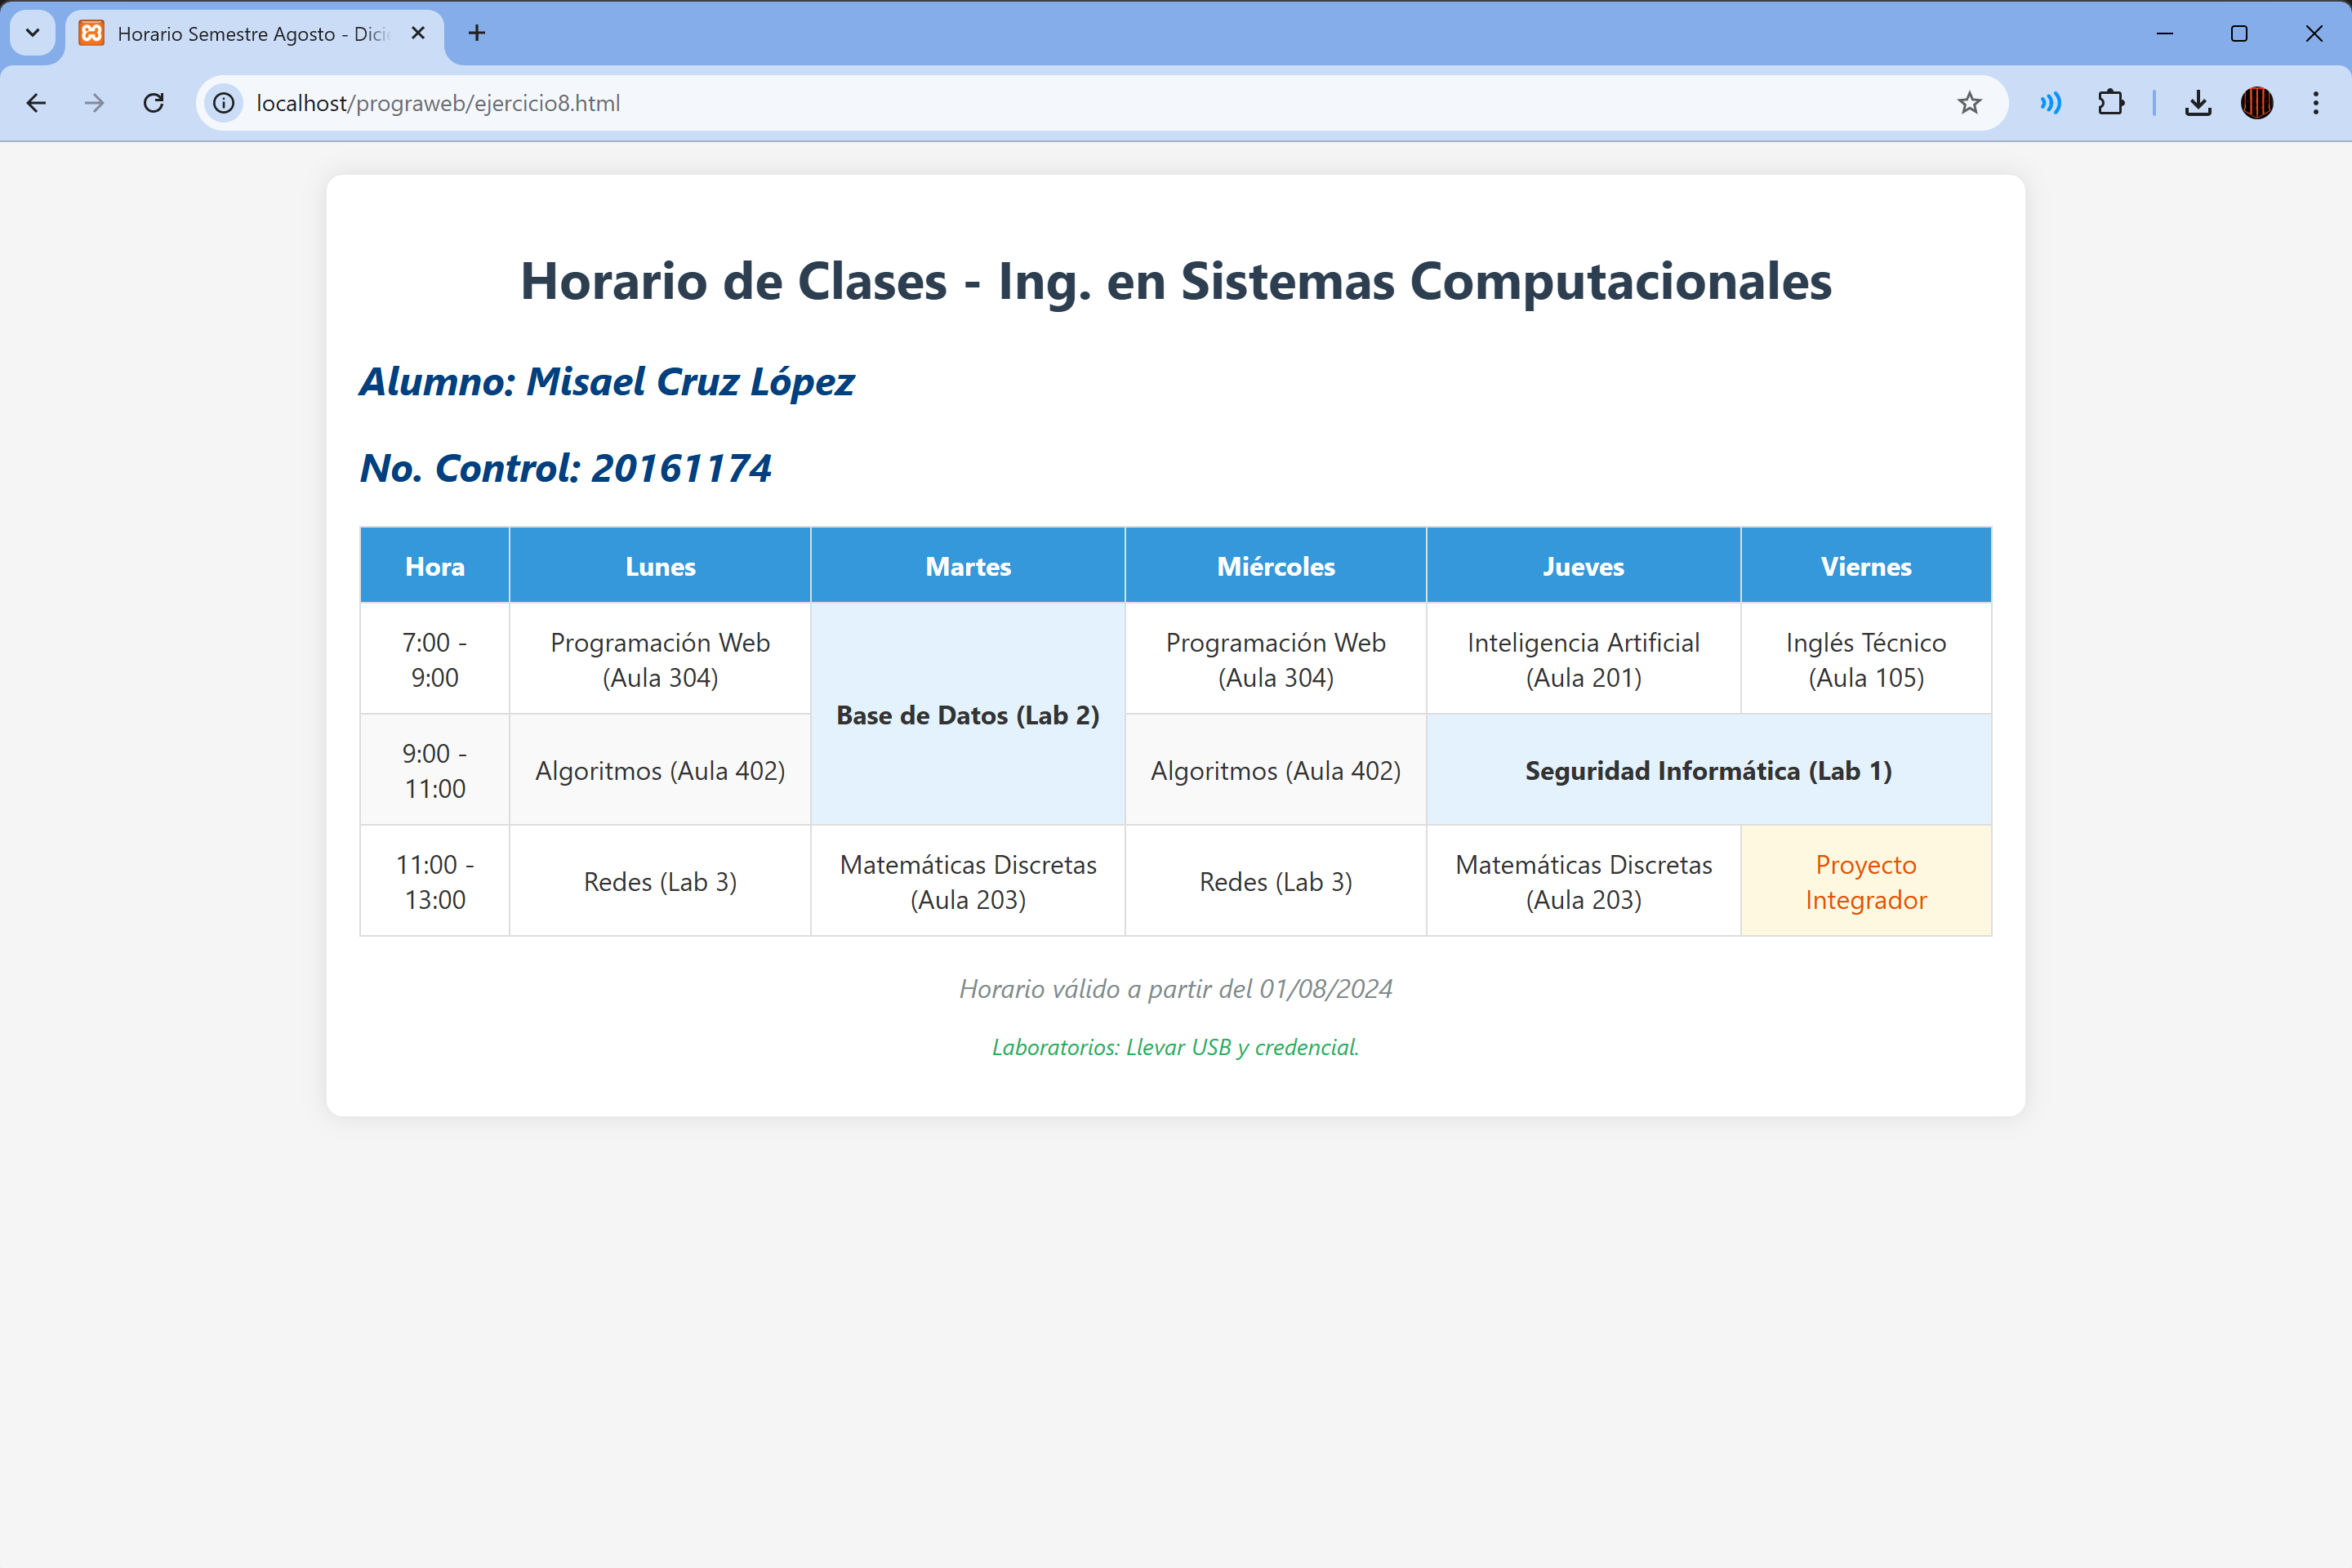 Horario Semestre Agosto - Dici
localhost/prograweb/ejercicio8.html
Horario de Clases - Ing. en Sistemas Computacionales
Alumno: Misael Cruz López
No. Control: 20161174
Hora Lunes Martes Miércoles Jueves Viernes
7:00 - Programación Web Programación Web Inteligencia Artificial Inglés Técnico
9:00 (Aula 304) (Aula 304) (Aula 201) (Aula 105)
Base de Datos (Lab 2)
9:00 -
11:00
Algoritmos (Aula 402) Algoritmos (Aula 402) Seguridad Informática (Lab 1)
11:00 - Matemáticas Discretas Matemáticas Discretas Proyecto
Redes (Lab 3) Redes (Lab 3)
13:00 (Aula 203) (Aula 203) Integrador
Horario válido a partir del 01/08/2024
Laboratorios: Llevar USB y credencial.